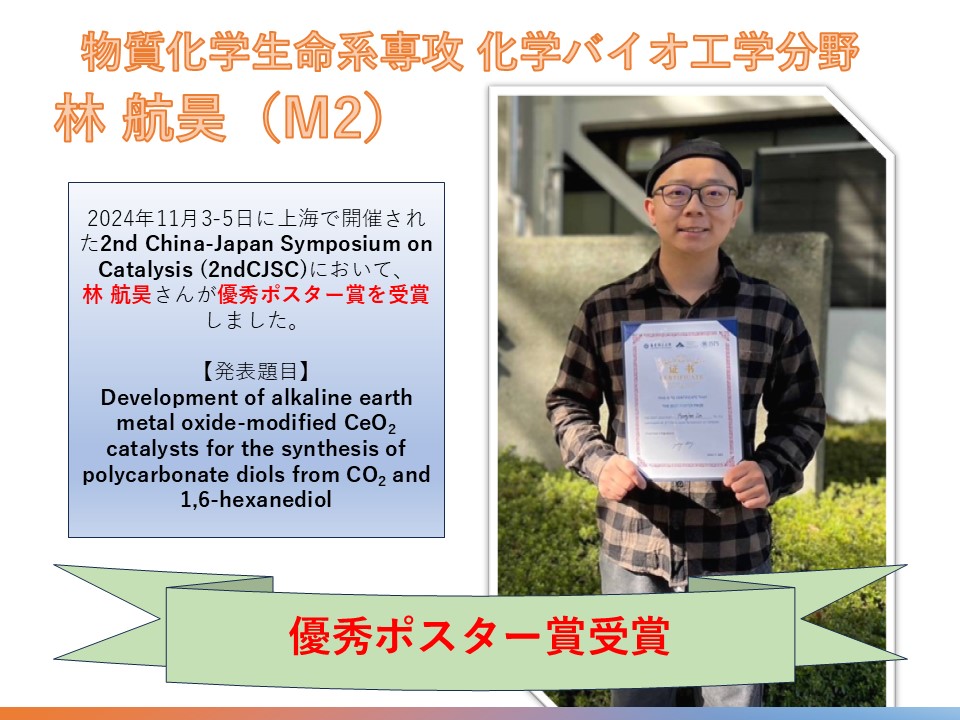 物質化学生命系専攻 化学バイオ工学分野
林 航昊（M2）
2024年11月3-5日に上海で開催され
た2nd China-Japan Symposium on
Catalysis (2ndCJSC)において、
林 航昊さんが優秀ポスター賞を受賞
しました。
【発表題目】
Development of alkaline earth
metal oxide-modified CeO₂
catalysts for the synthesis of
polycarbonate diols from CO₂ and
1,6-hexanediol
证 书
CERTIFICATE
優秀ポスター賞受賞